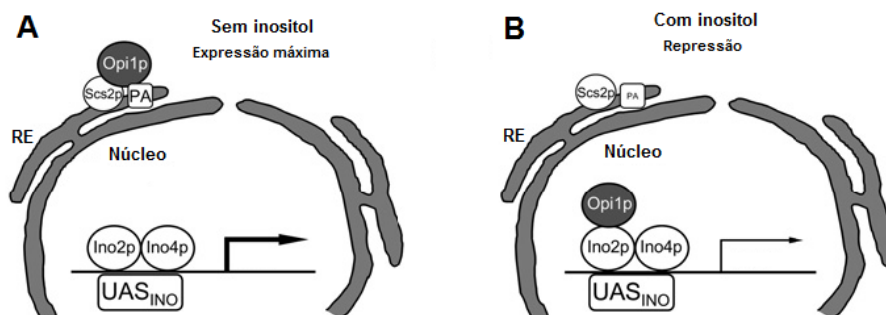 A
Sem inositol
Expressão máxima
Opi1p
Scs2p
PA
RE
Núcleo
Ino2p
Ino4p
UASINO
B
Com inositol
Repressão
Scs2p
PA
RE
Núcleo
Opi1p
Ino2p
Ino4p
UASINO